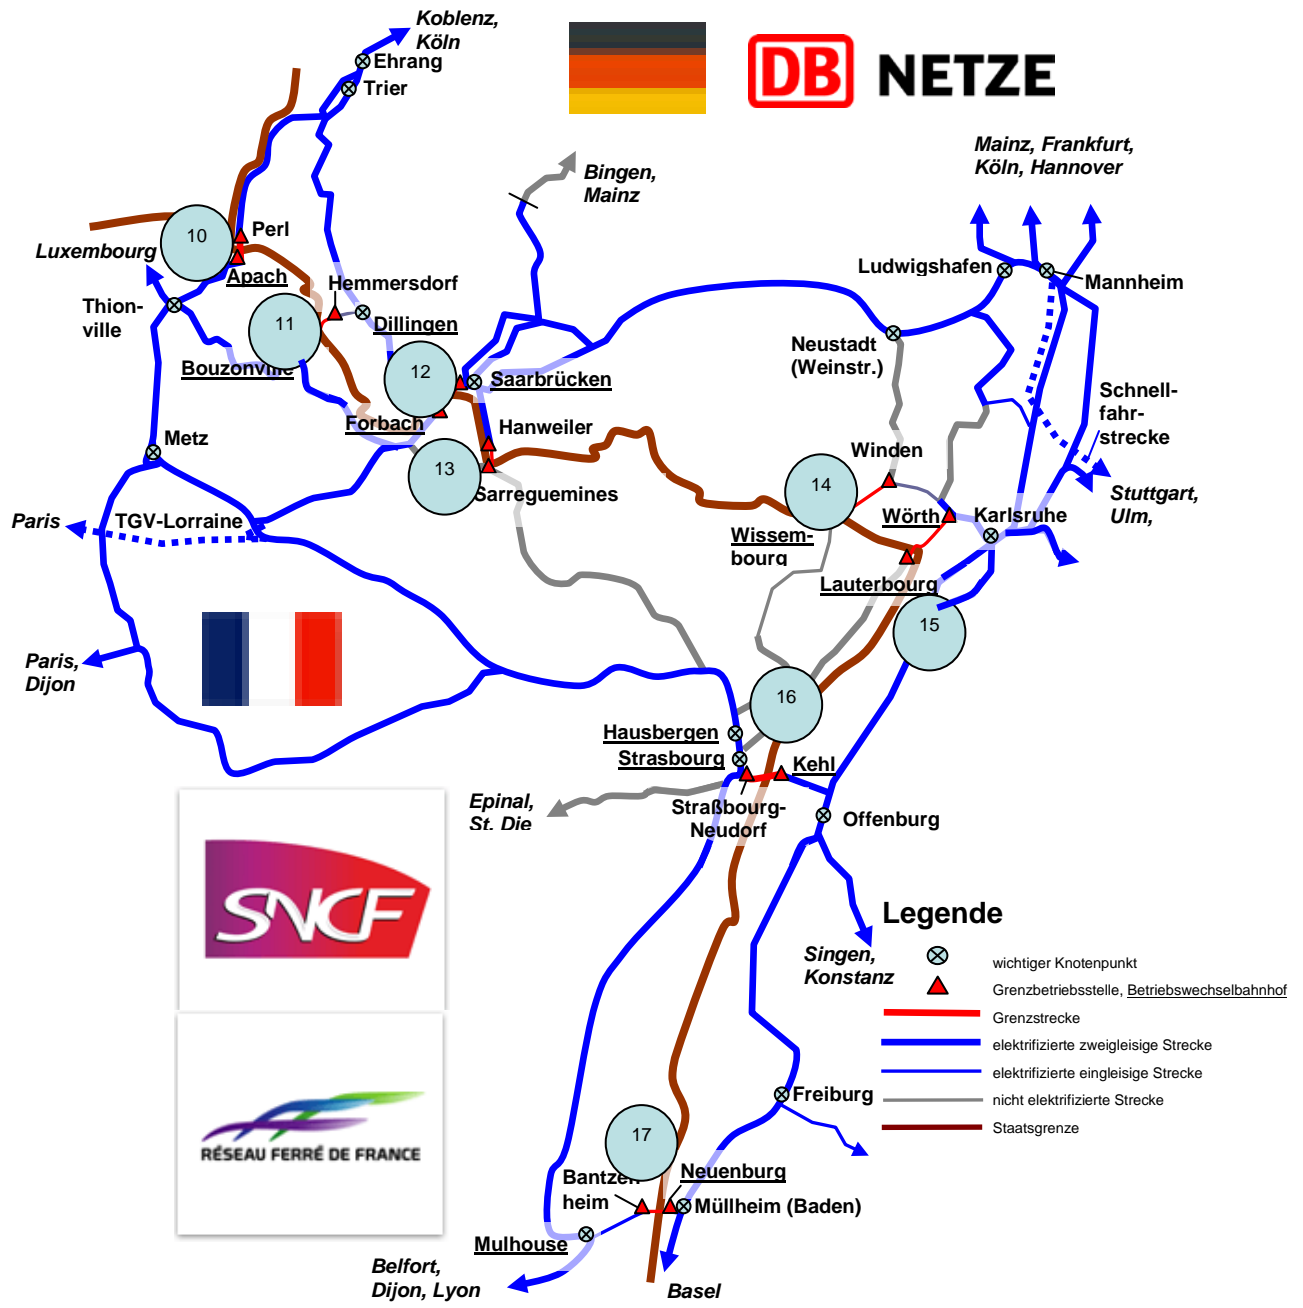 Koblenz,
Köln
Ehrang
Trier
DB NETZE
Mainz, Frankfurt,
Köln, Hannover
Bingen,
Mainz
10
Perl
Luxembourg
Apach
Hemmersdorf
Ludwigshafen
Mannheim
Thion-
ville
11
Dillingen
Bouzonville
Neustadt
(Weinstr.)
12
Saarbrücken
Schnell-
fahr-
strecke
Forbach
Hanweiler
Metz
13
Sarreguemines
Winden
14
Stuttgart,
Ulm,
Paris
TGV-Lorraine
Wörth
Karlsruhe
Wissem-
bourg
Lauterbourg
15
Paris,
Dijon
16
Hausbergen
Strasbourg
Kehl
Epinal,
St. Die
Straßbourg-
Neudorf
Offenburg
SNCF
Legende
Singen,
Konstanz
wichtiger Knotenpunkt
Grenzbetriebsstelle, Betriebswechselbahnhof
Grenzstrecke
elektrifizierte zweigleisige Strecke
elektrifizierte eingleisige Strecke
nicht elektrifizierte Strecke
Staatsgrenze
Freiburg
RÉSEAU FERRÉ DE FRANCE
17
Bantzen
heim
Neuenburg
Müllheim (Baden)
Mulhouse
Belfort,
Dijon, Lyon
Basel